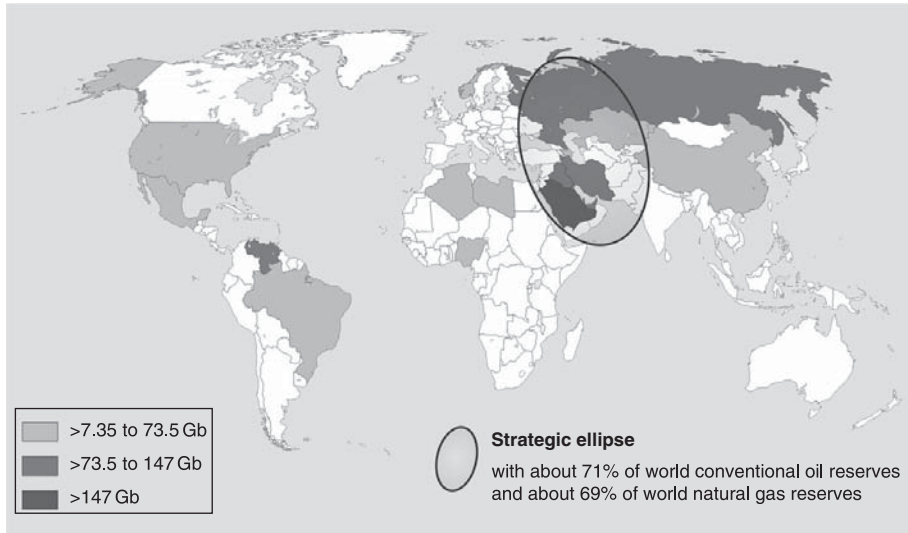 >7.35 to 73.5 Gb
>73.5 to 147 Gb
>147 Gb
Strategic ellipse
with about 71% of world conventional oil reserves
and about 69% of world natural gas reserves